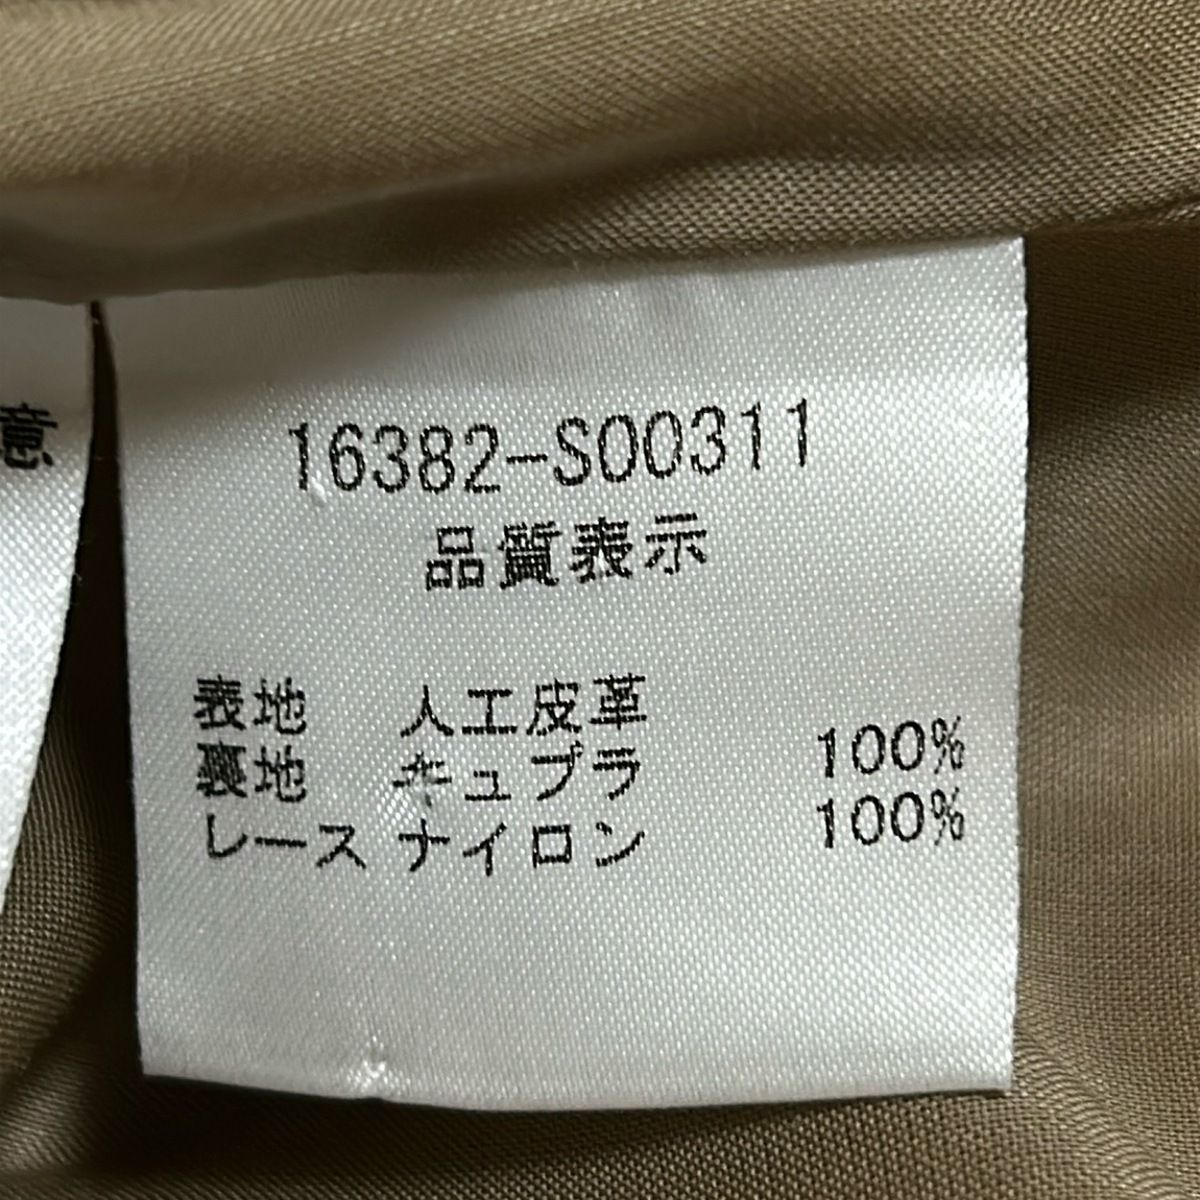 意
16382-S00311
品質表示
表地 人工皮革
裏地 キュプラ 100%
レース ナイロン 100%